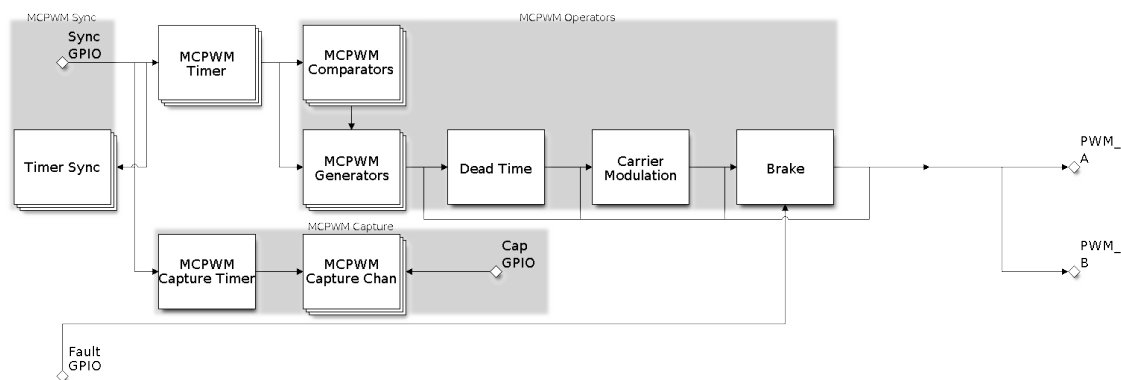 MCPWM Sync
MCPWM Operators
Sync
GPIO
MCPWM
Timer
MCPWM
Comparators
Timer Sync
MCPWM
Generators
Dead Time
Carrier
Modulation
Brake
PWM_
A
MCPWM Capture
MCPWM
Capture Timer
MCPWM
Capture Chan
Cap
GPIO
PWM_
B
Fault
GPIO